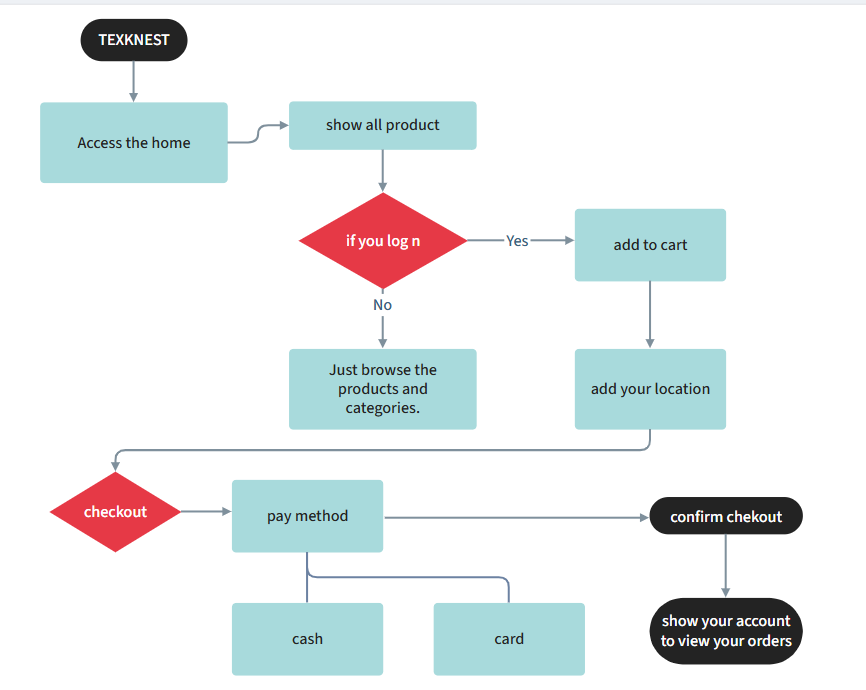 TEXKNEST
Access the home
show all product
if you log n
Yes
add to cart
No
Just browse the
products and
categories.
add your location
checkout
pay method
confirm chekout
cash
card
show your account
to view your orders